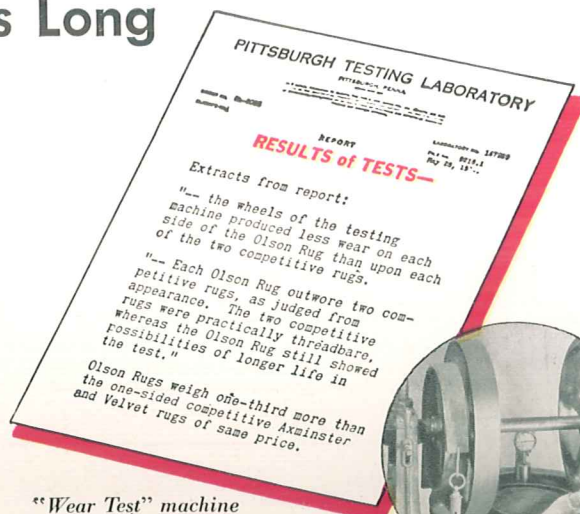 s Long
PITTSBURGH TESTING LABORATORY
PITTSBURGH, PENNA.
REPORT
RESULTS of TESTS—
Extracts from report:
"-- the wheels of the testing
machine produced less wear on each
side of the Olson Rug than upon each
of the two competitive rugs.
"-- Each Olson Rug outwore two com-
petitive rugs, as judged from
appearance. The two competitive
rugs were practically threadbare,
whereas the Olson Rug still showed
possibilities of longer life in
the test."
Olson Rugs weigh one-third more than
the one-sided competitive Axminster
and Velvet rugs of same price.
"Wear Test" machine